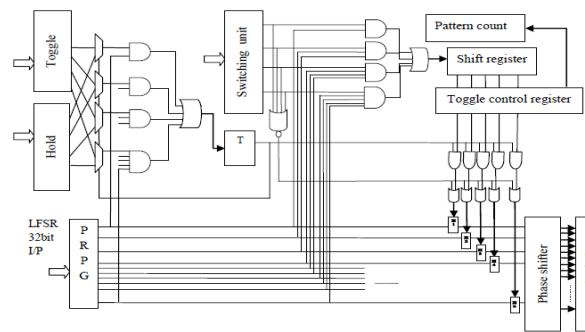 Toggle
Hold
Switching unit
Pattern count
Shift register
Toggle control register
T
LFSR
32bit
I/P
P
R
P
G
Phase shifter